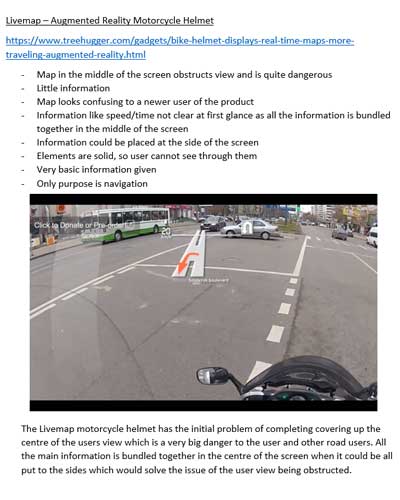 Livemap – Augmented Reality Motorcycle Helmet
https://www.treehugger.com/gadgets/bike-helmet-displays-real-time-maps-more-
traveling-augmented-reality.html
- Map in the middle of the screen obstructs view and is quite dangerous
- Little information
- Map looks confusing to a newer user of the product
- Information like speed/time not clear at first glance as all the information is bundled
together in the middle of the screen
- Information could be placed at the side of the screen
- Elements are solid, so user cannot see through them
- Very basic information given
- Only purpose is navigation
Click to Donate or Pre-order
20
The Livemap motorcycle helmet has the initial problem of completing covering up the
centre of the users view which is a very big danger to the user and other road users. All
the main information is bundled together in the centre of the screen when it could be all
put to the sides which would solve the issue of the user view being obstructed.